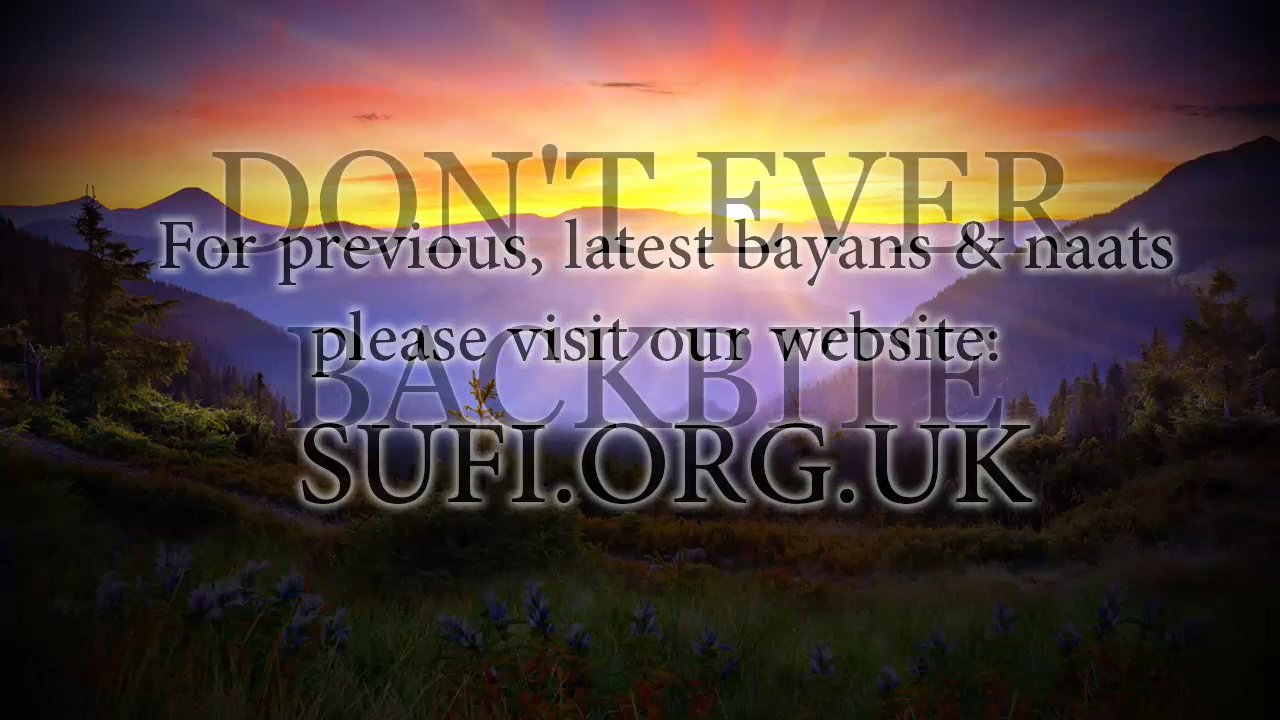 DON'T EVER
For previous, latest bayans & naats
please visit our website:
BACKBITE
SUFI.ORG.UK